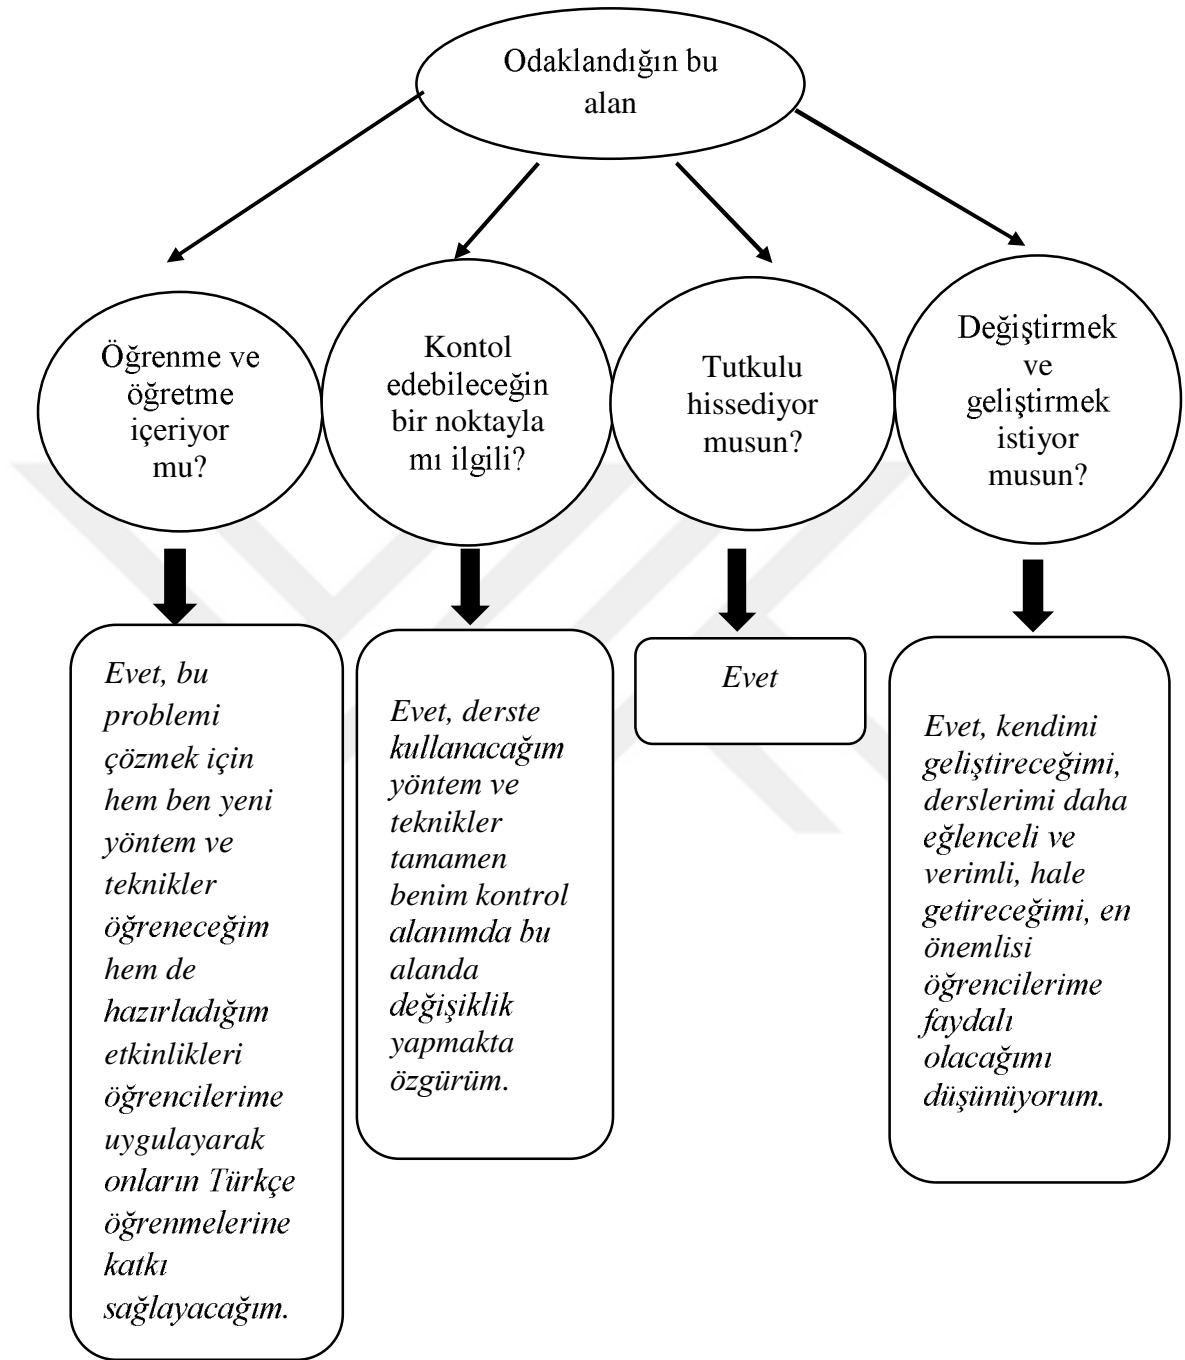 Odaklandığın bu
alan
Öğrenme ve
öğretme
içeriyor
mu?
Kontol
edebileceğin
bir noktayla
mı ilgili?
Tutkulu
hissediyor
musun?
Değiştirmek
ve
geliştirmek
istiyor
musun?
Evet, bu
problemi
çözmek için
hem ben yeni
yöntem ve
teknikler
öğreneceğim
hem de
hazırladığım
etkinlikleri
öğrencilerime
uygulayarak
onların Türkçe
öğrenmelerine
katkı
sağlayacağım.
Evet, derste
kullanacağım
yöntem ve
teknikler
tamamen
benim kontrol
alanımda bu
alanda
değişiklik
yapmakta
özgürüm.
Evet
Evet, kendimi
geliştireceğimi,
derslerimi daha
eğlenceli ve
verimli, hale
getireceğimi, en
önemlisi
öğrencilerime
faydalı
olacağımı
düşünüyorum.